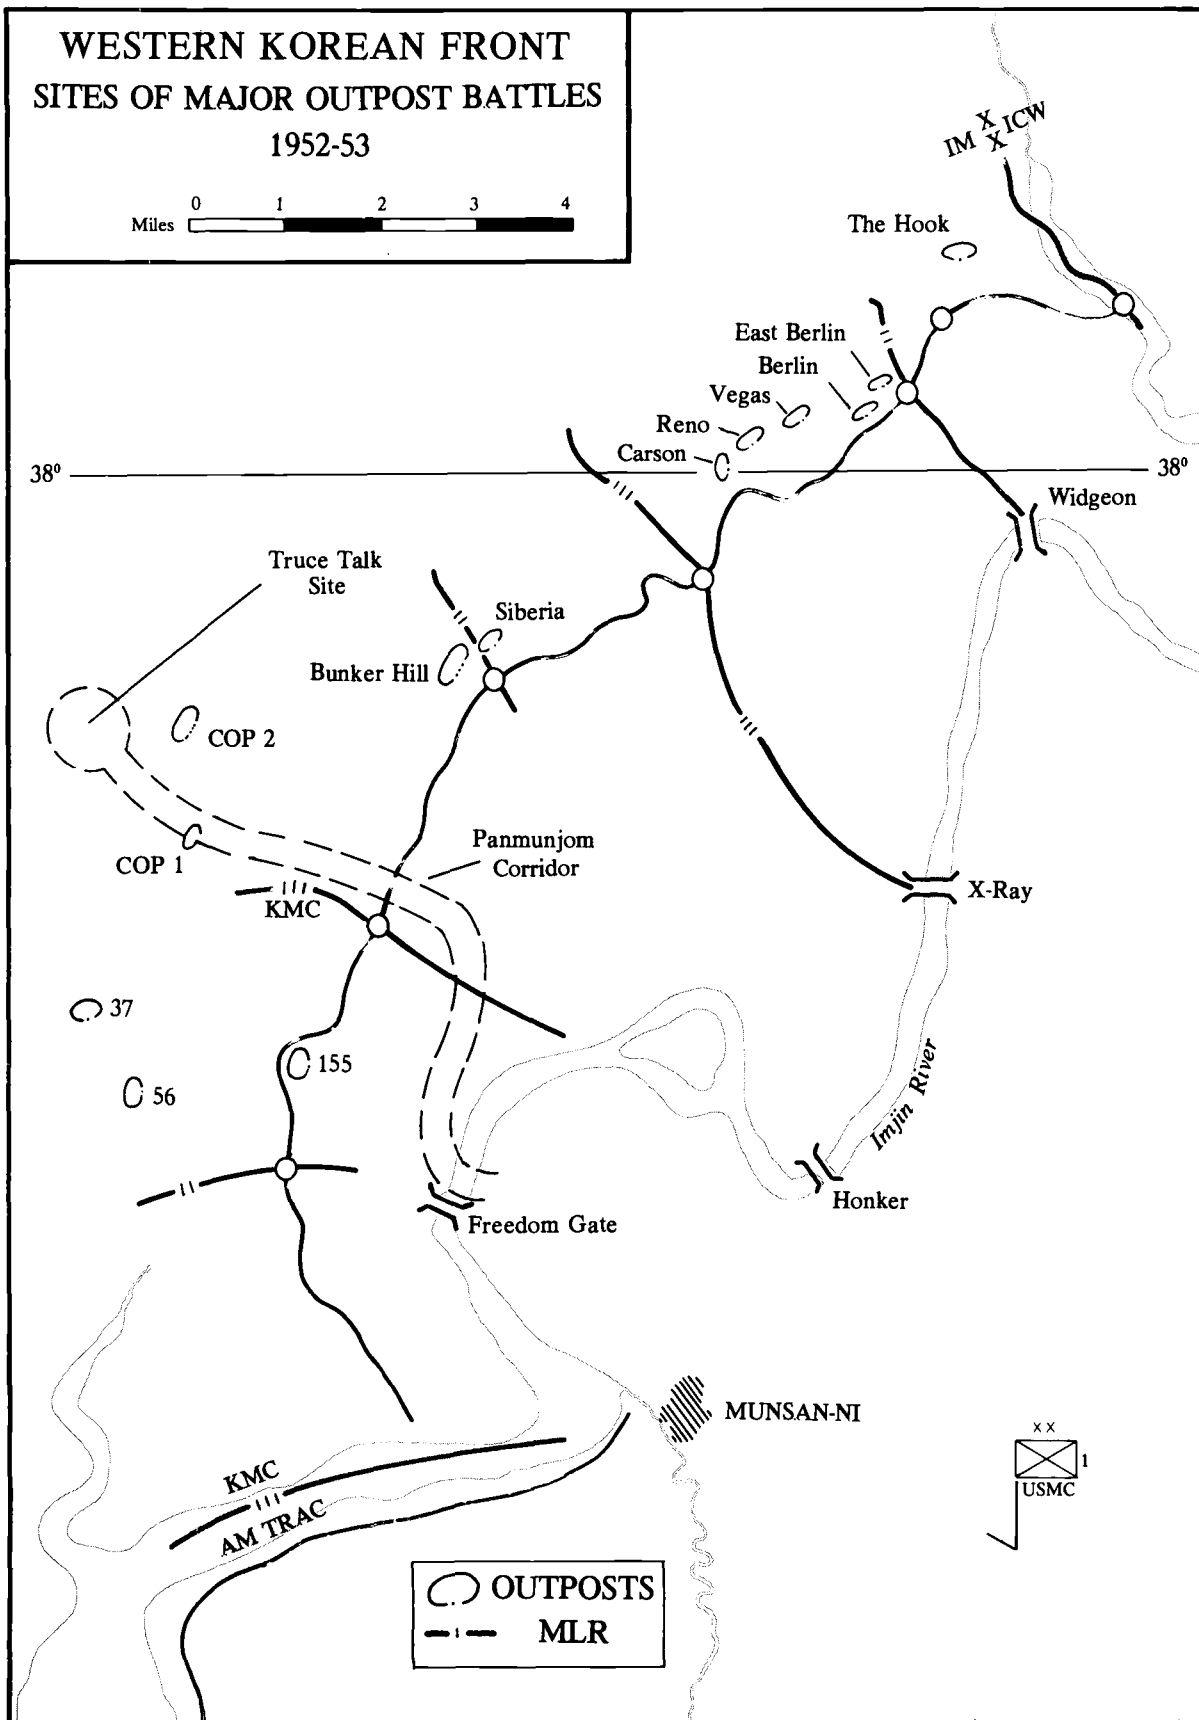 WESTERN KOREAN FRONT
SITES OF MAJOR OUTPOST BATTLES
1952-53
0 1 2 3 4
Miles
IM X X ICW
The Hook
East Berlin
Berlin
Vegas
Reno
Carson
38⁰
38⁰
Widgeon
Truce Talk
Site
Siberia
Bunker Hill
COP 2
Panmunjom
Corridor
COP 1
KMC
X-Ray
37
155
56
Imjin River
Honker
Freedom Gate
MUNSAN-NI
KMC
AM TRAC
XX
1
USMC
OUTPOSTS
MLR